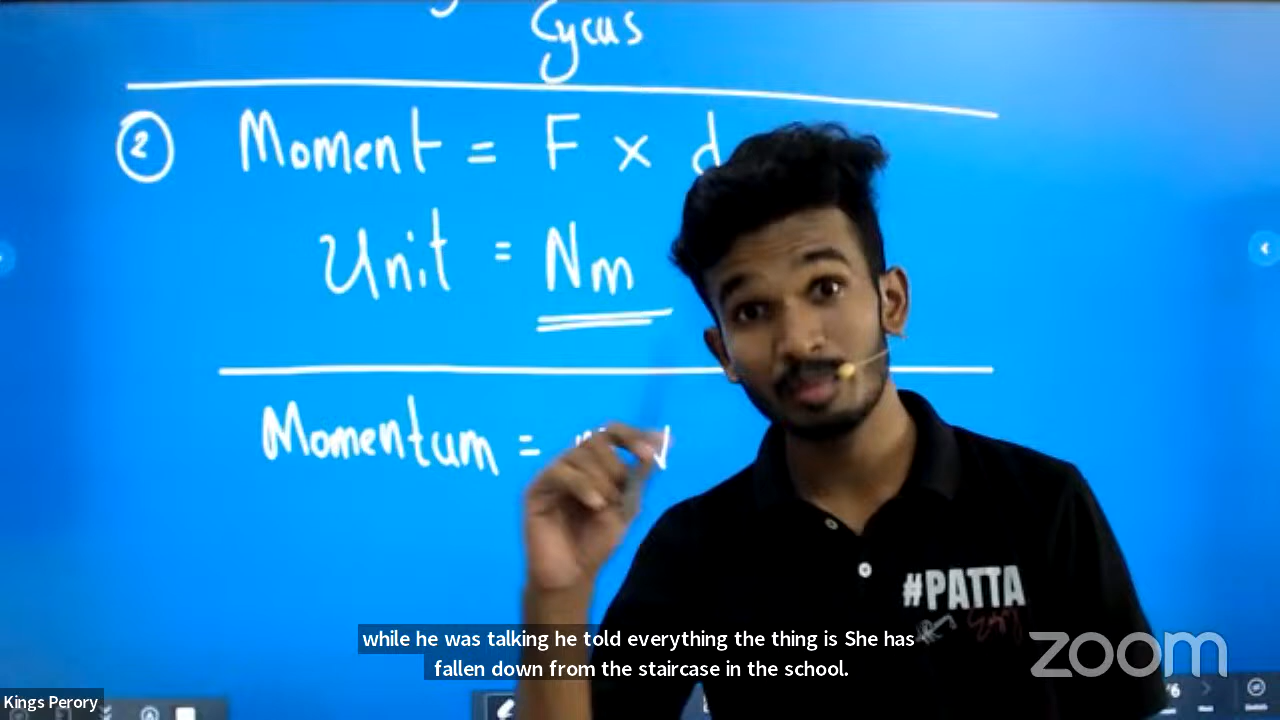 Cycus
② Moment = F x d
Unit = Nm
Momentum = v
#PATTA
while he was talking he told everything the thing is She has
fallen down from the staircase in the school.
zoom
Kings Perory